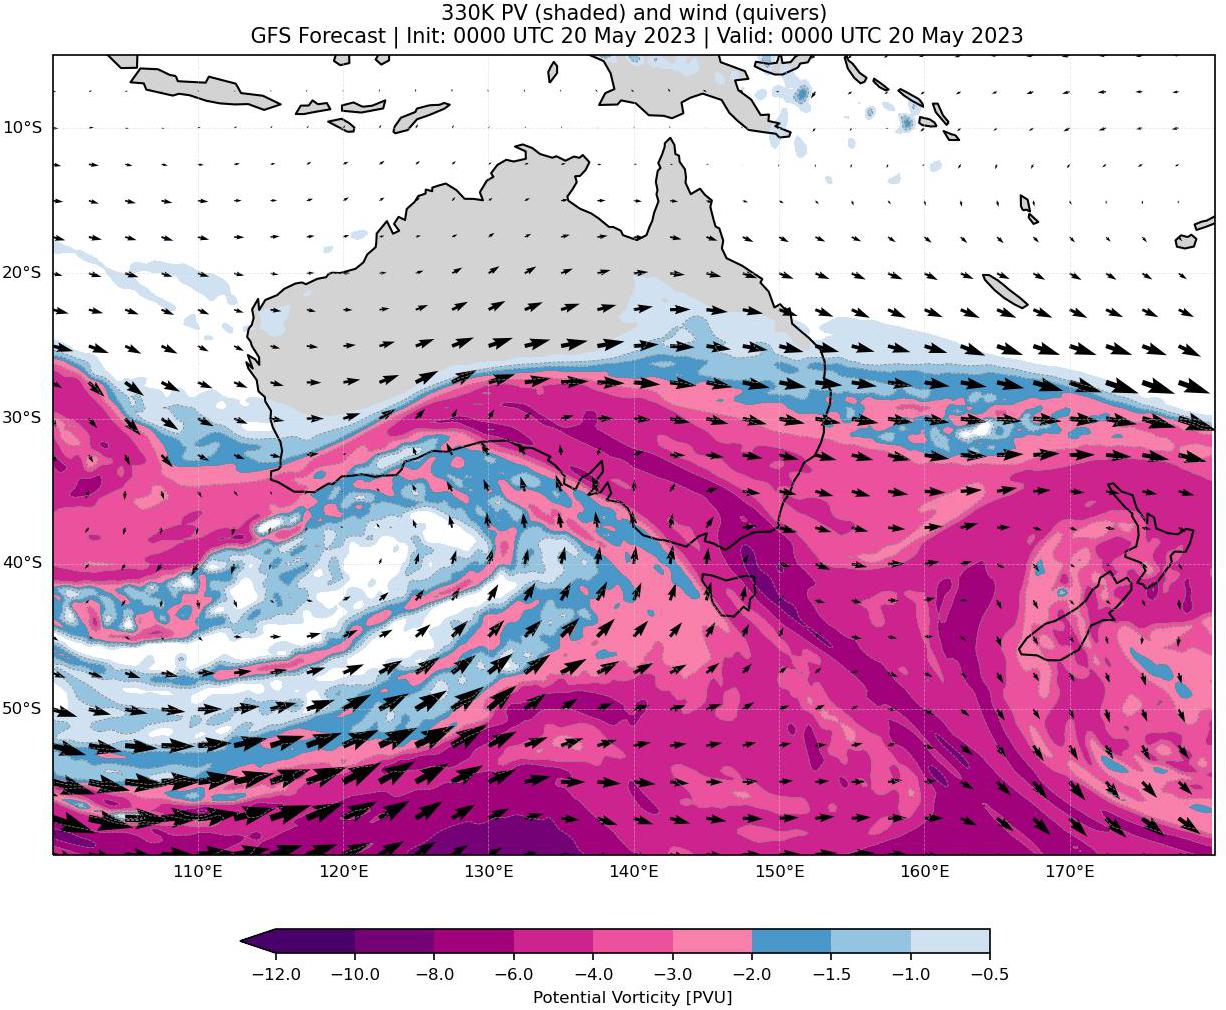 330K PV (shaded) and wind (quivers)
GFS Forecast | Init: 0000 UTC 20 May 2023 | Valid: 0000 UTC 20 May 2023
10°S
20°S
30°S
40°S
50°S
110°E 120°E 130°E 140°E 150°E 160°E 170°E
−12.0 −10.0 −8.0 −6.0 −4.0 −3.0 −2.0 −1.5 −1.0 −0.5
Potential Vorticity [PVU]